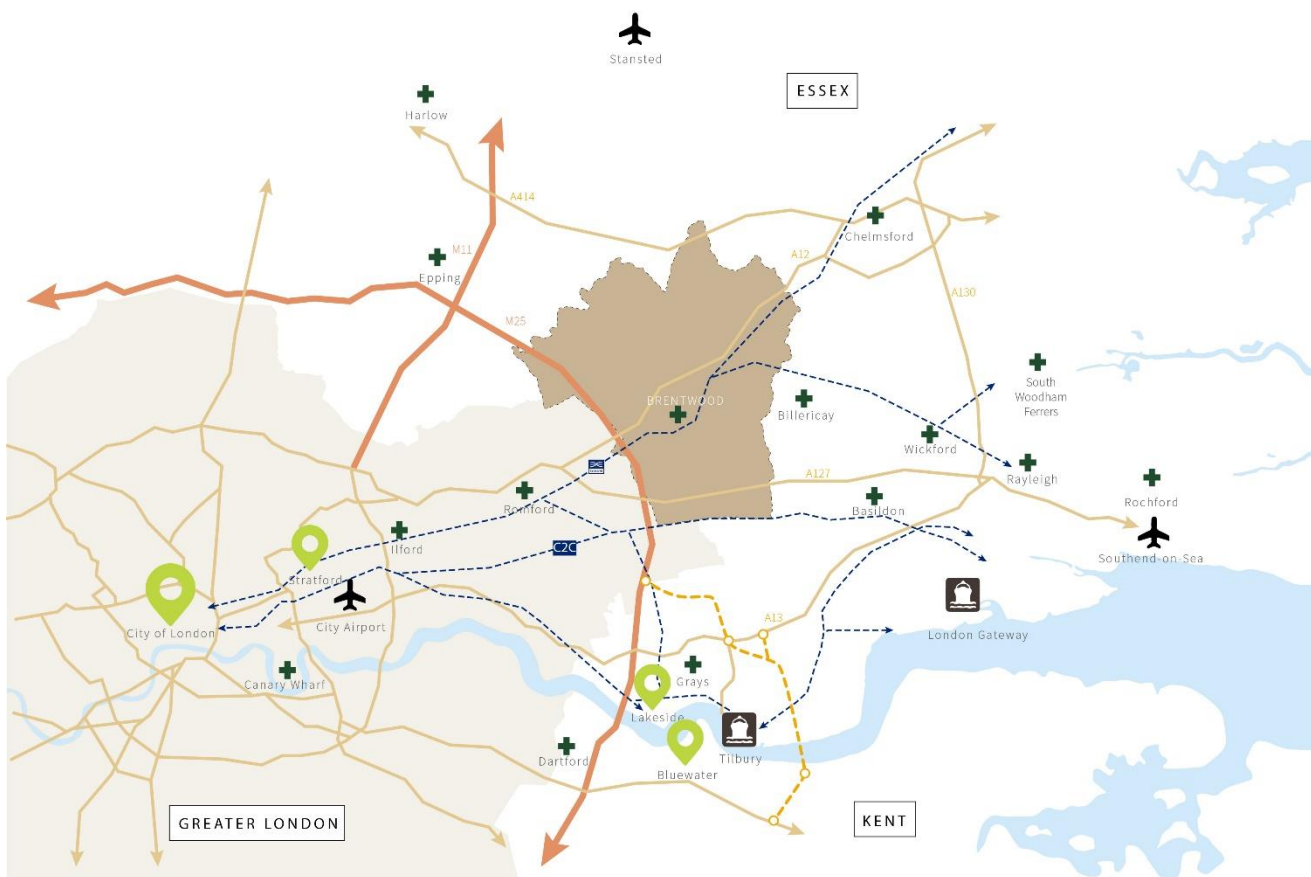 Stansted
ESSEX
Harlow
A414
Chelmsford
M11
A12
Epping
A130
M25
South
Woodham
Ferrers
BRENTWOOD
Billericay
Wickford
Rayleigh
A127
Rochford
Romford
Basildon
Ilford
C2C
Southend-on-Sea
Stratford
City of London
City Airport
A13
London Gateway
Canary Wharf
Grays
Lakeside
Dartford
Bluewater
Tilbury
GREATER LONDON
KENT